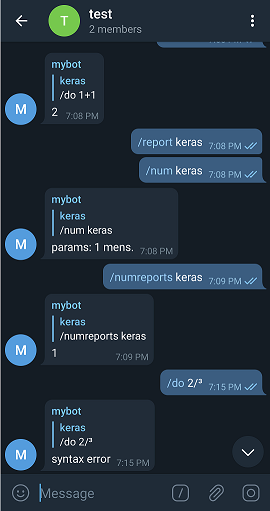 T
test
2 members
mybot
keras
/do 1+1
2 7:08 PM
M
/report keras 7:08 PM
/num keras 7:08 PM
mybot
keras
/num keras
params: 1 mens. 7:08 PM
M
/numreports keras 7:09 PM
mybot
keras
/numreports keras
1 7:09 PM
M
/do 2/³ 7:15 PM
mybot
keras
/do 2/³
syntax error 7:15 PM
M
Message